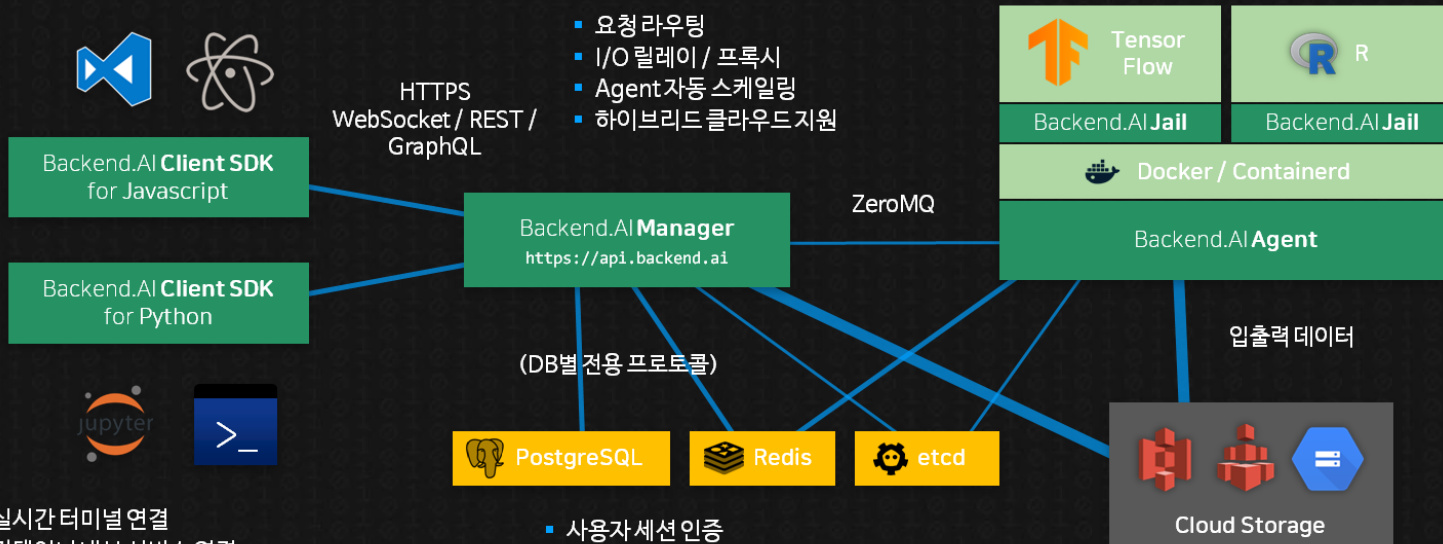 요청 라우팅
I/O 릴레이 / 프록시
Agent 자동 스케일링
하이브리드 클라우드 지원
HTTPS
WebSocket / REST /
GraphQL
Backend.AI Client SDK
for Javascript
Backend.AI Client SDK
for Python
jupyter
>_
Backend.AI Manager
https://api.backend.ai
ZeroMQ
Tensor
Flow
R
R
Backend.AI Jail
Backend.AI Jail
Docker / Containerd
Backend.AI Agent
(DB별 전용 프로토콜)
입출력 데이터
PostgreSQL
Redis
etcd
Cloud Storage
실시간 터미널 연결
사용자 세션 인증